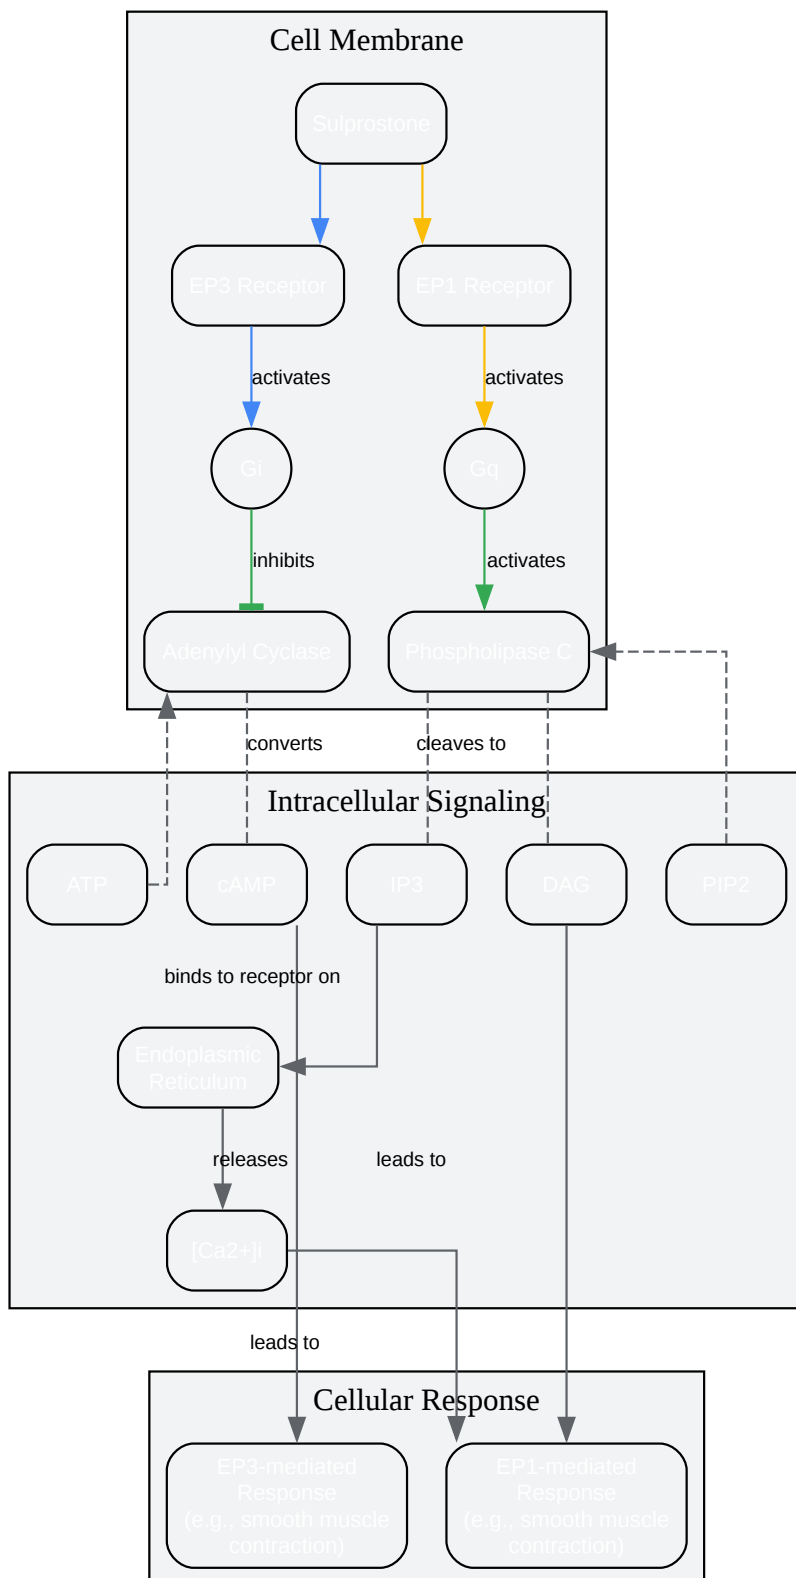 Cell Membrane
Sulprostone
EP3 Receptor
EP1 Receptor
activates
activates
Gi
Gq
inhibits
activates
Adenylyl Cyclase
Phospholipase C
converts
cleaves to
Intracellular Signaling
ATP
cAMP
IP3
DAG
PIP2
binds to receptor on
Endoplasmic
Reticulum
releases
leads to
[Ca2+]i
leads to
Cellular Response
EP3-mediated
Response
(e.g., smooth muscle
contraction)
EP1-mediated
Response
(e.g., smooth muscle
contraction)